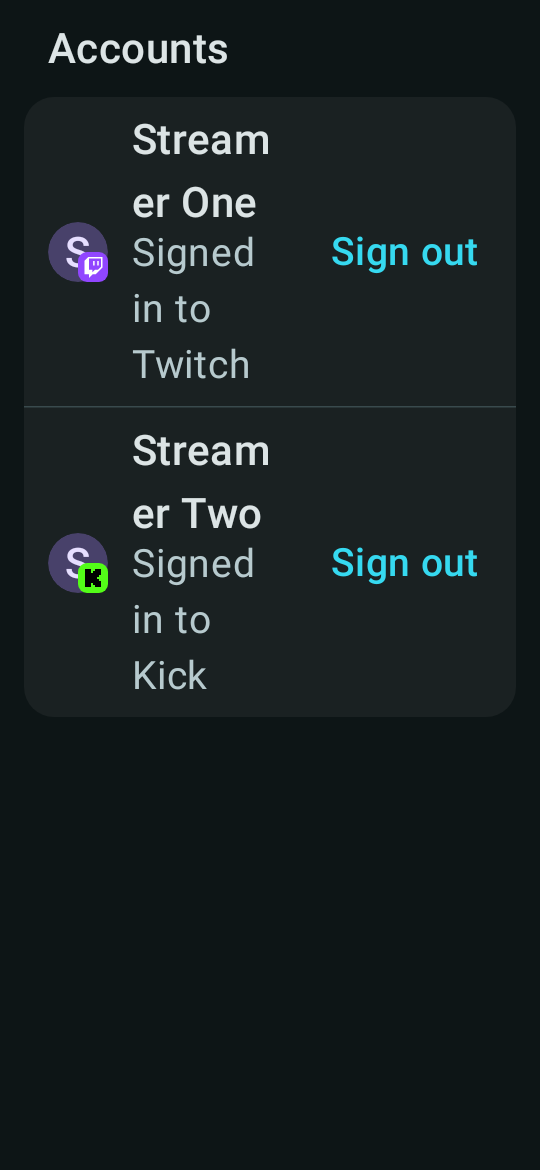 Accounts
Stream
er One
Signed
in to
Twitch
Sign out
S
Stream
er Two
Signed
in to
Kick
Sign out
S
K